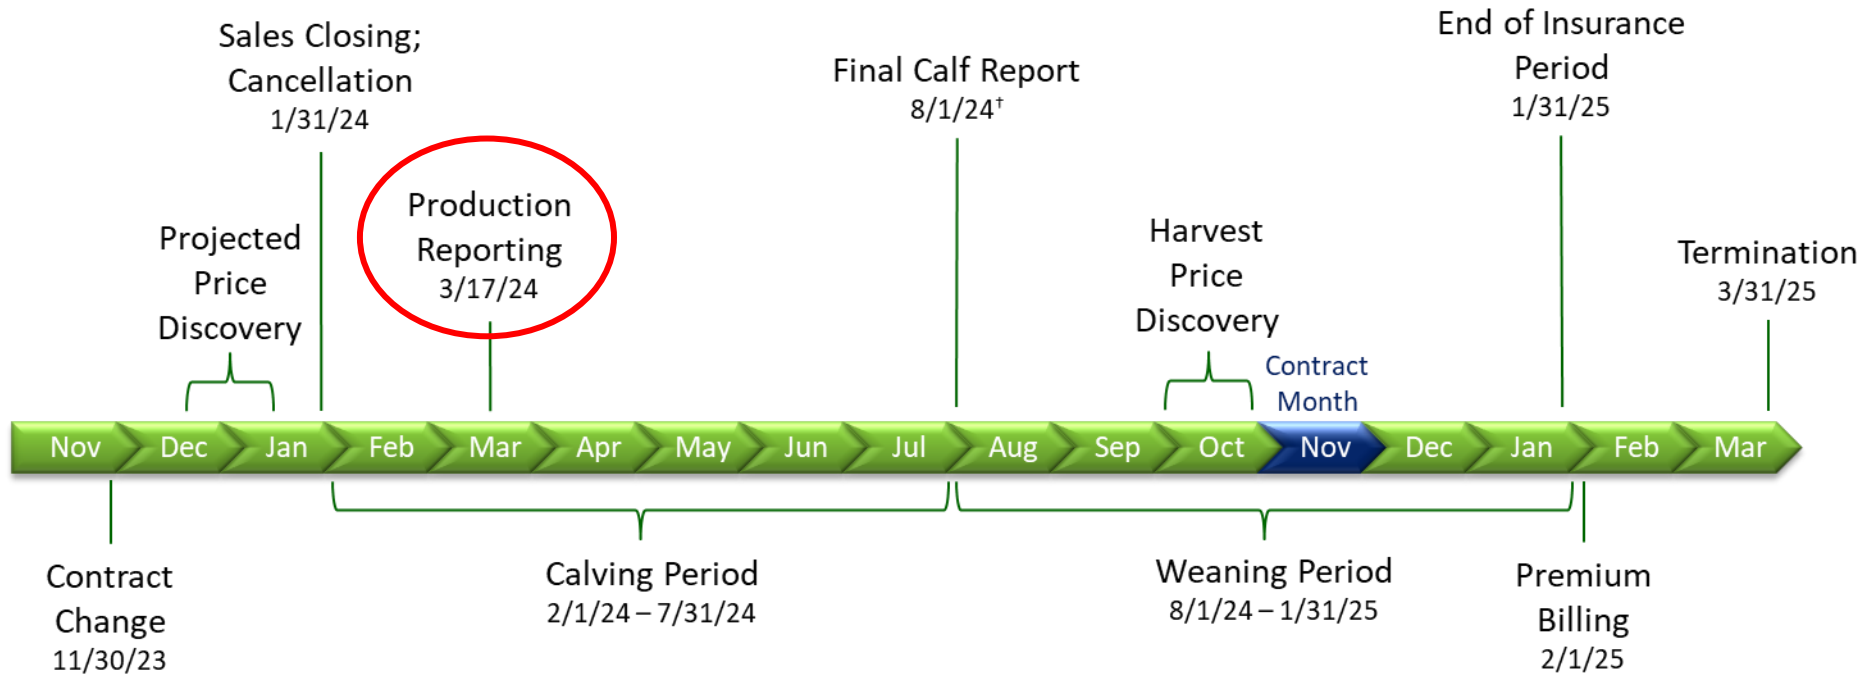 Sales Closing;
Cancellation
1/31/24
Final Calf Report
8/1/24†
End of Insurance
Period
1/31/25
Projected
Price
Discovery
Production
Reporting
3/17/24
Harvest
Price
Discovery
Contract
Month
Termination
3/31/25
Nov Dec Jan Feb Mar Apr May Jun Jul Aug Sep Oct Nov Dec Jan Feb Mar
Contract
Change
11/30/23
Calving Period
2/1/24 – 7/31/24
Weaning Period
8/1/24 – 1/31/25
Premium
Billing
2/1/25